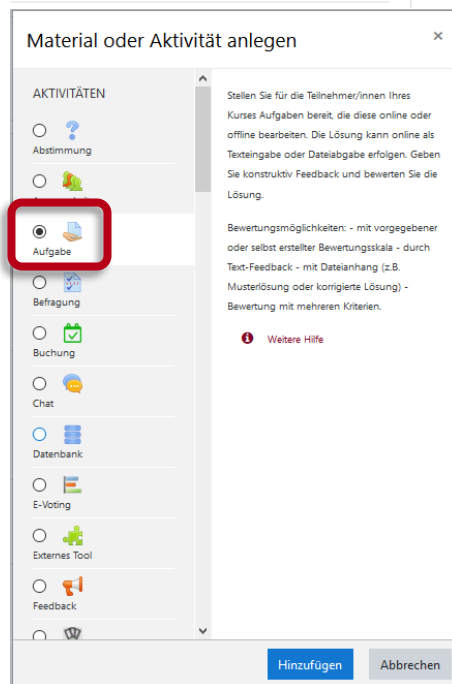 Material oder Aktivität anlegen
×
AKTIVITÄTEN
Abstimmung
Aufgabe
Befragung
Buchung
Chat
Datenbank
E-Voting
Externes Tool
Feedback
Stellen Sie für die Teilnehmer/innen Ihres
Kurses Aufgaben bereit, die diese online oder
offline bearbeiten. Die Lösung kann online als
Texteingabe oder Dateiabgabe erfolgen. Geben
Sie konstruktiv Feedback und bewerten Sie die
Lösung.
Bewertungsmöglichkeiten: - mit vorgegebener
oder selbst erstellter Bewertungsskala - durch
Text-Feedback - mit Dateianhang (z.B.
Musterlösung oder korrigierte Lösung) -
Bewertung mit mehreren Kriterien.
Weitere Hilfe
Hinzufügen
Abbrechen